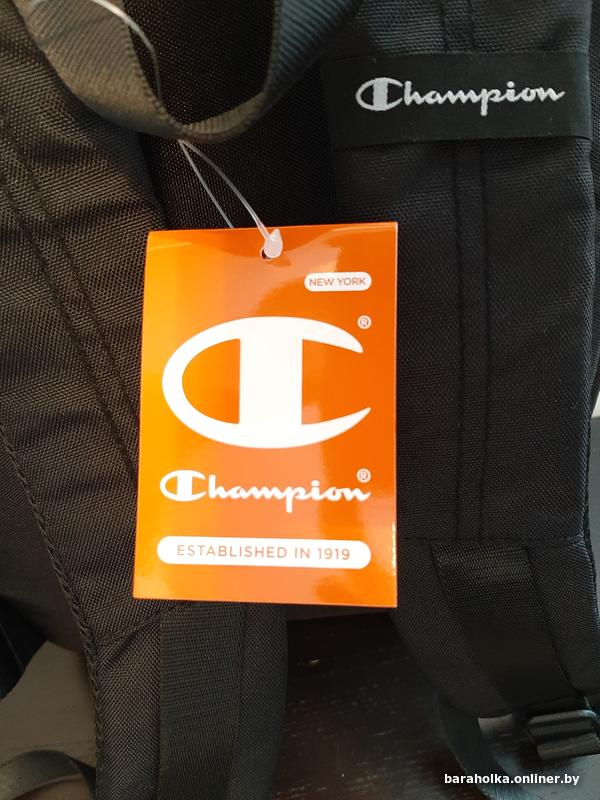 Champion
NEW YORK
®
Champion®
ESTABLISHED IN 1919
baraholka.onliner.by